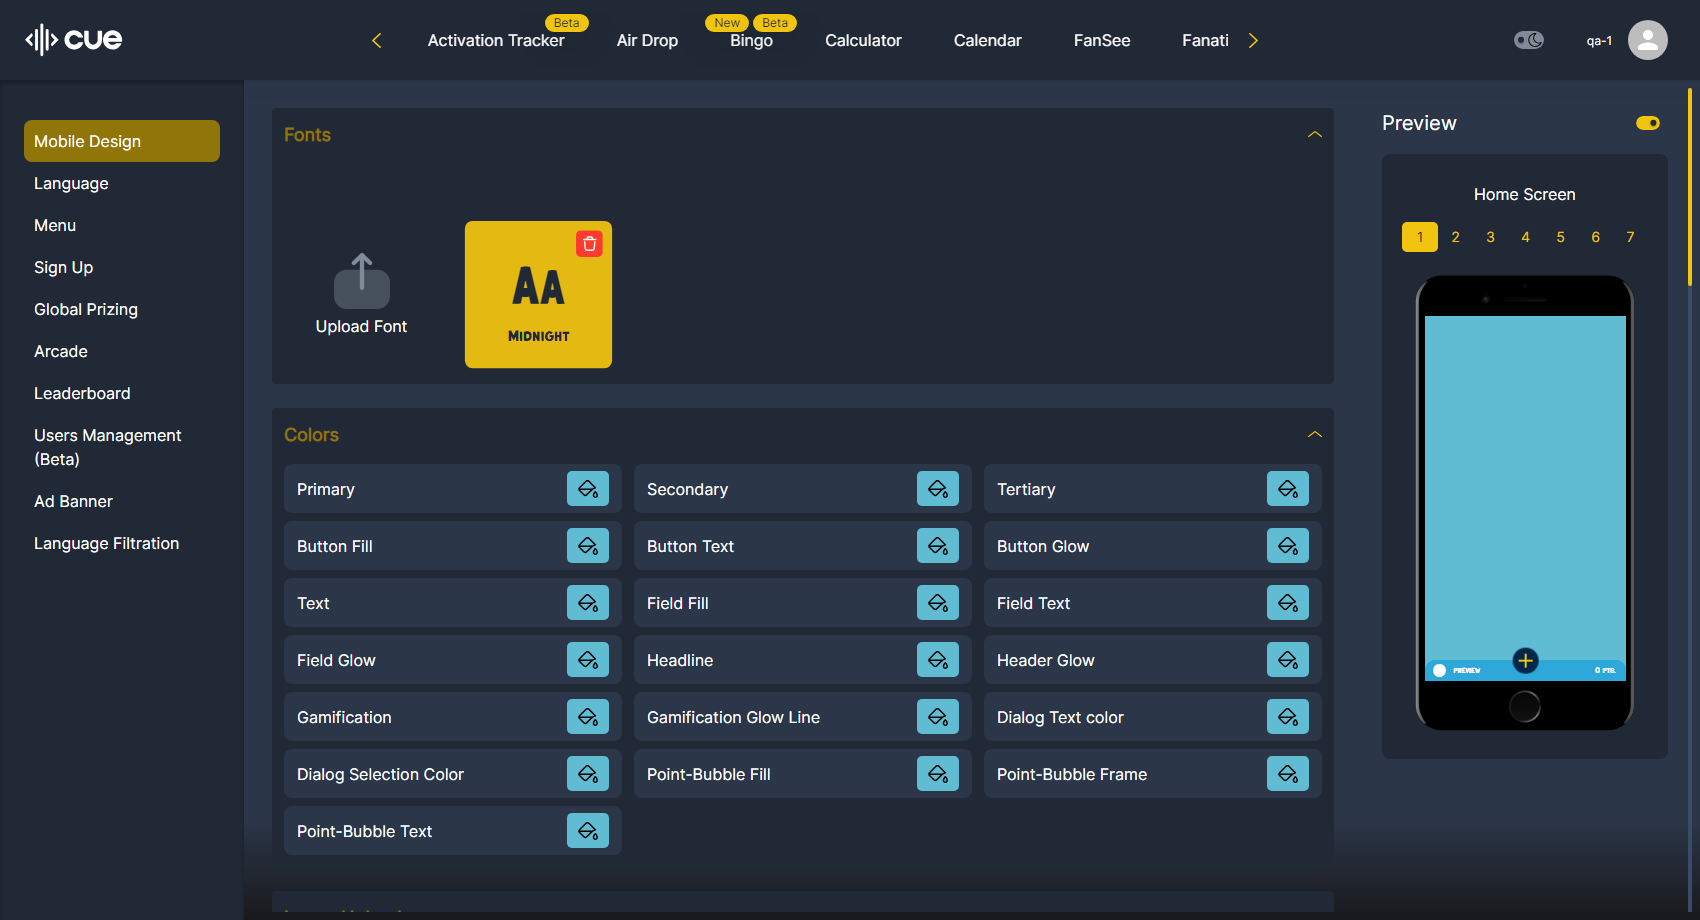 cue
Activation Tracker
Beta
Air Drop
New
Beta
Bingo
Calculator
Calendar
FanSee
Fanati
qa-1
Mobile Design
Language
Menu
Sign Up
Global Prizing
Arcade
Leaderboard
Users Management
(Beta)
Ad Banner
Language Filtration
Fonts
Upload Font
AA
MIDNIGHT
Colors
Primary
Secondary
Tertiary
Button Fill
Button Text
Button Glow
Text
Field Fill
Field Text
Field Glow
Headline
Header Glow
Gamification
Gamification Glow Line
Dialog Text color
Dialog Selection Color
Point-Bubble Fill
Point-Bubble Frame
Point-Bubble Text
Preview
Home Screen
1 2 3 4 5 6 7
PREVIEW
0 PTS.